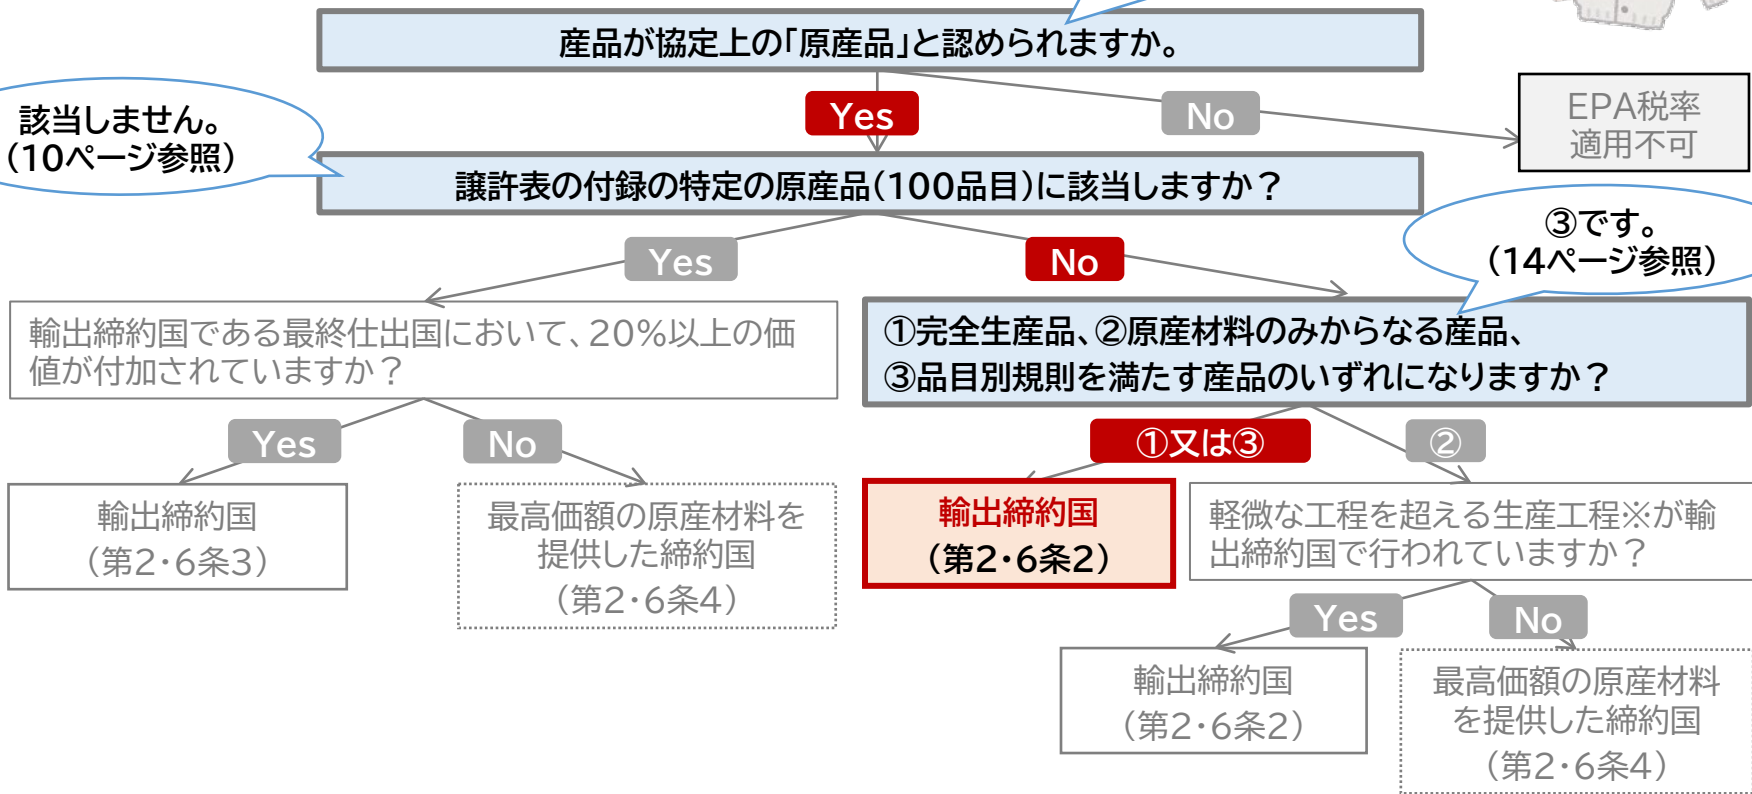 産品が協定上の「原産品」と認められますか。
該当しません。
（10ページ参照）
Yes
No
EPA税率
適用不可
譲許表の付録の特定の原産品（100品目）に該当しますか？
③です。
（14ページ参照）
Yes
No
輸出締約国である最終仕出国において、20％以上の価
値が付加されていますか？
①完全生産品、②原産材料のみからなる産品、
③品目別規則を満たす産品のいずれになりますか？
Yes
No
①又は③
②
輸出締約国
（第2・6条3）
最高価額の原産材料を
提供した締約国
（第2・6条4）
輸出締約国
（第2・6条2）
軽微な工程を超える生産工程※が輸
出締約国で行われていますか？
Yes
No
輸出締約国
（第2・6条2）
最高価額の原産材料
を提供した締約国
（第2・6条4）